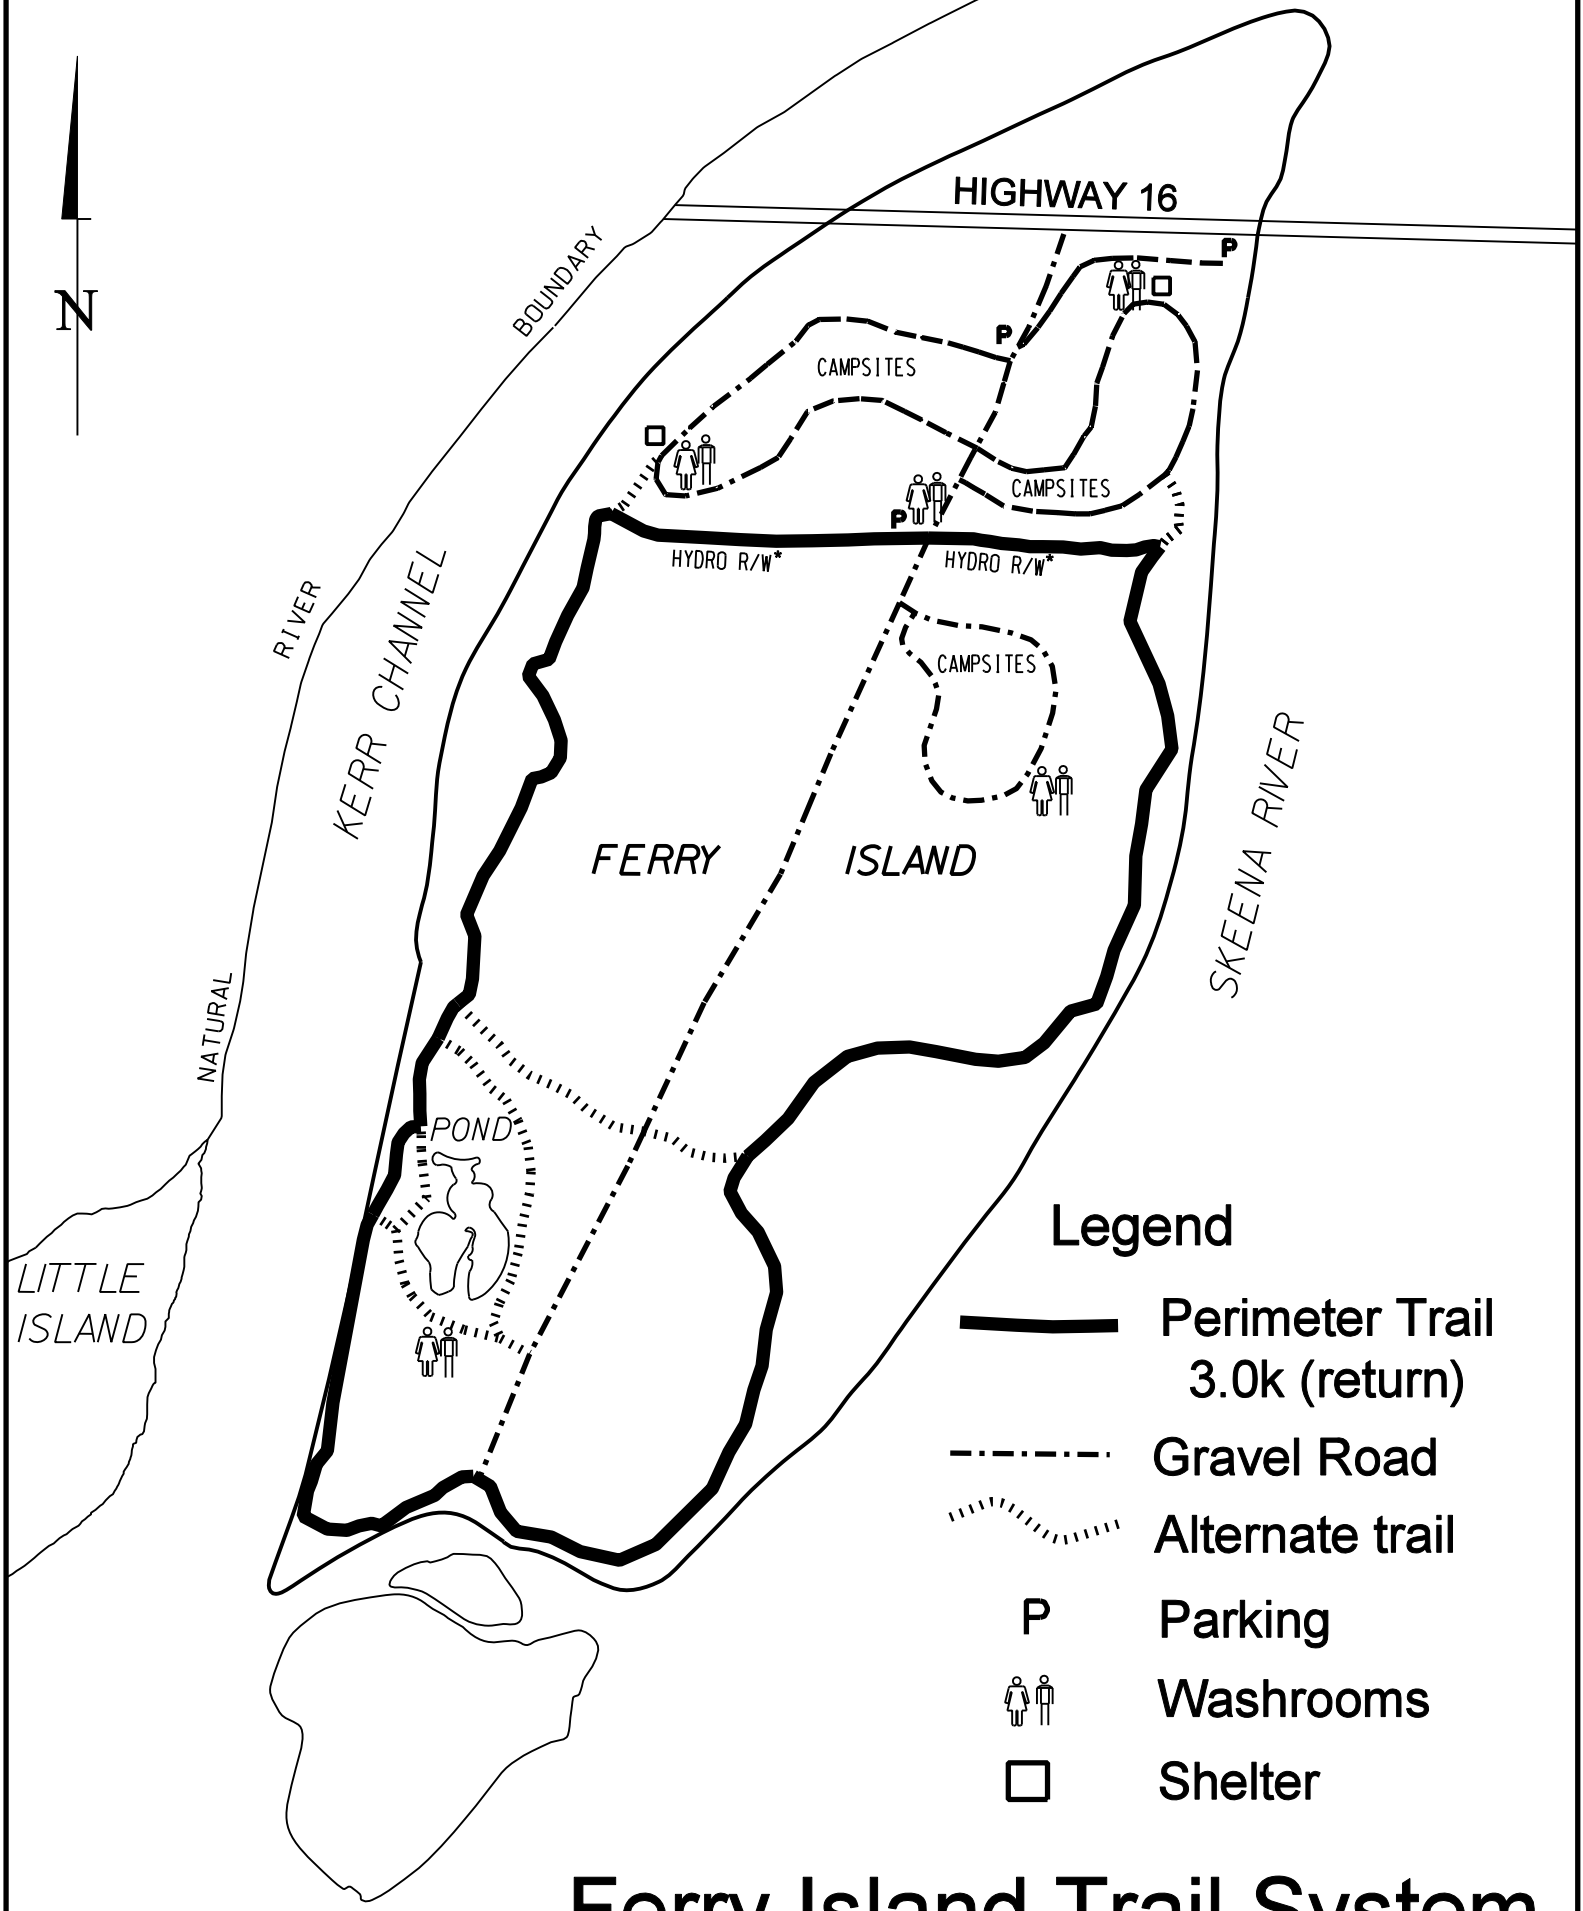 HIGHWAY 16
P
N
BOUNDARY
P
CAMPSITES
CAMPSITES
P
HYDRO R/W*
HYDRO R/W*
RIVER
KERR CHANNEL
CAMPSITES
FERRY ISLAND
SKEENA RIVER
NATURAL
POND
LITTLE
ISLAND
Legend
Perimeter Trail
3.0k (return)
Gravel Road
Alternate trail
P Parking
Washrooms
Shelter
Ferry Island Trail System